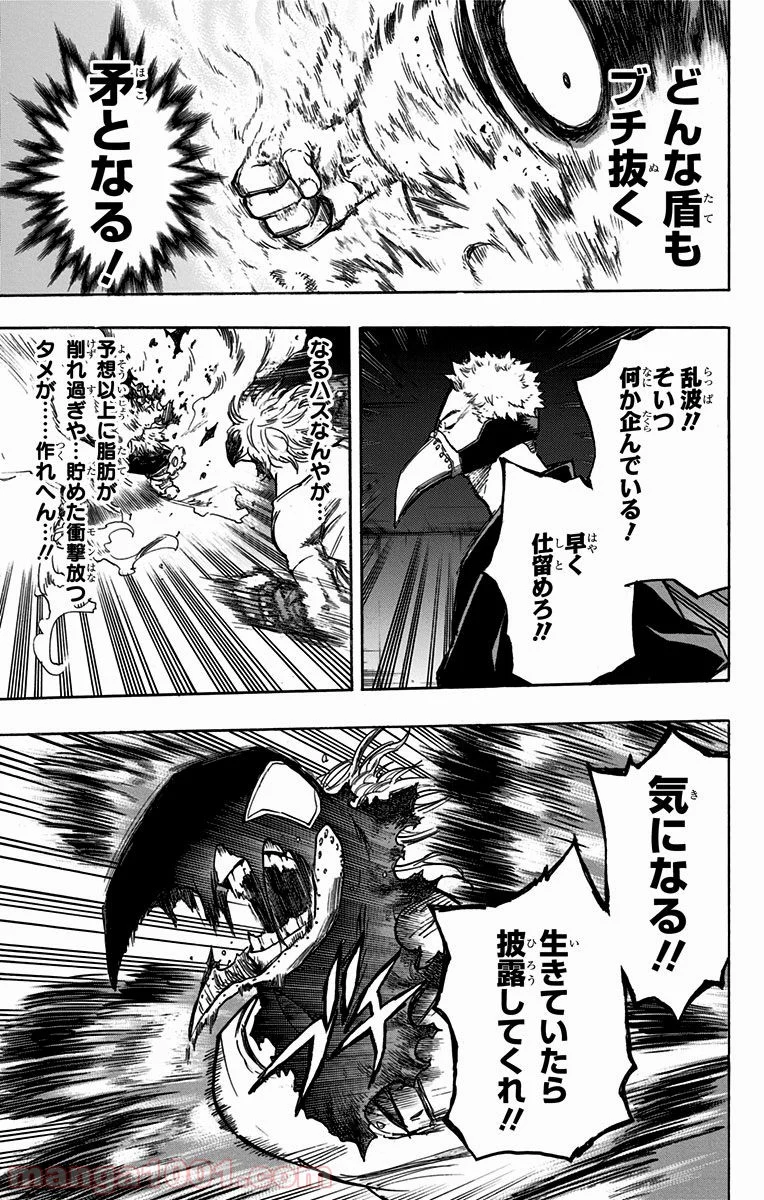 どんな盾も
ブチ抜く
矛となる！
乱波!!
そいつ
何か企んでいる！
早く
仕留めろ!!
なるハズなんやが…
予想以上に脂肪が
削れ過ぎや…貯めた衝撃放つ
タメが……作れへん…!!
気になる!!
生きていたら
披露してくれ!!